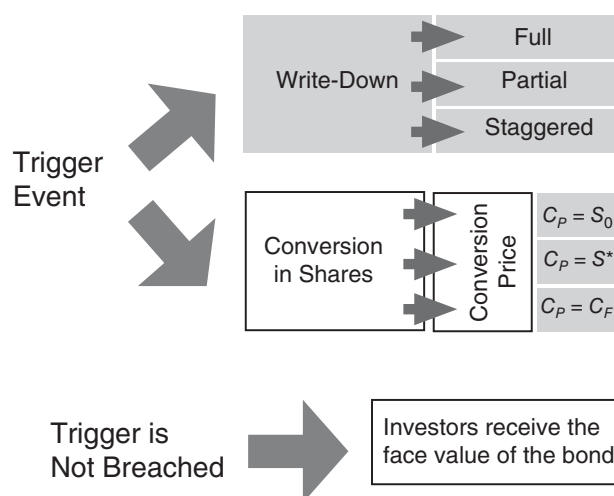 Trigger
Event
Write-Down
Full
Partial
Staggered
Conversion
in Shares
Conversion
Price
C_P = S_0
C_P = S*
C_P = C_F
Trigger is
Not Breached
Investors receive the
face value of the bond